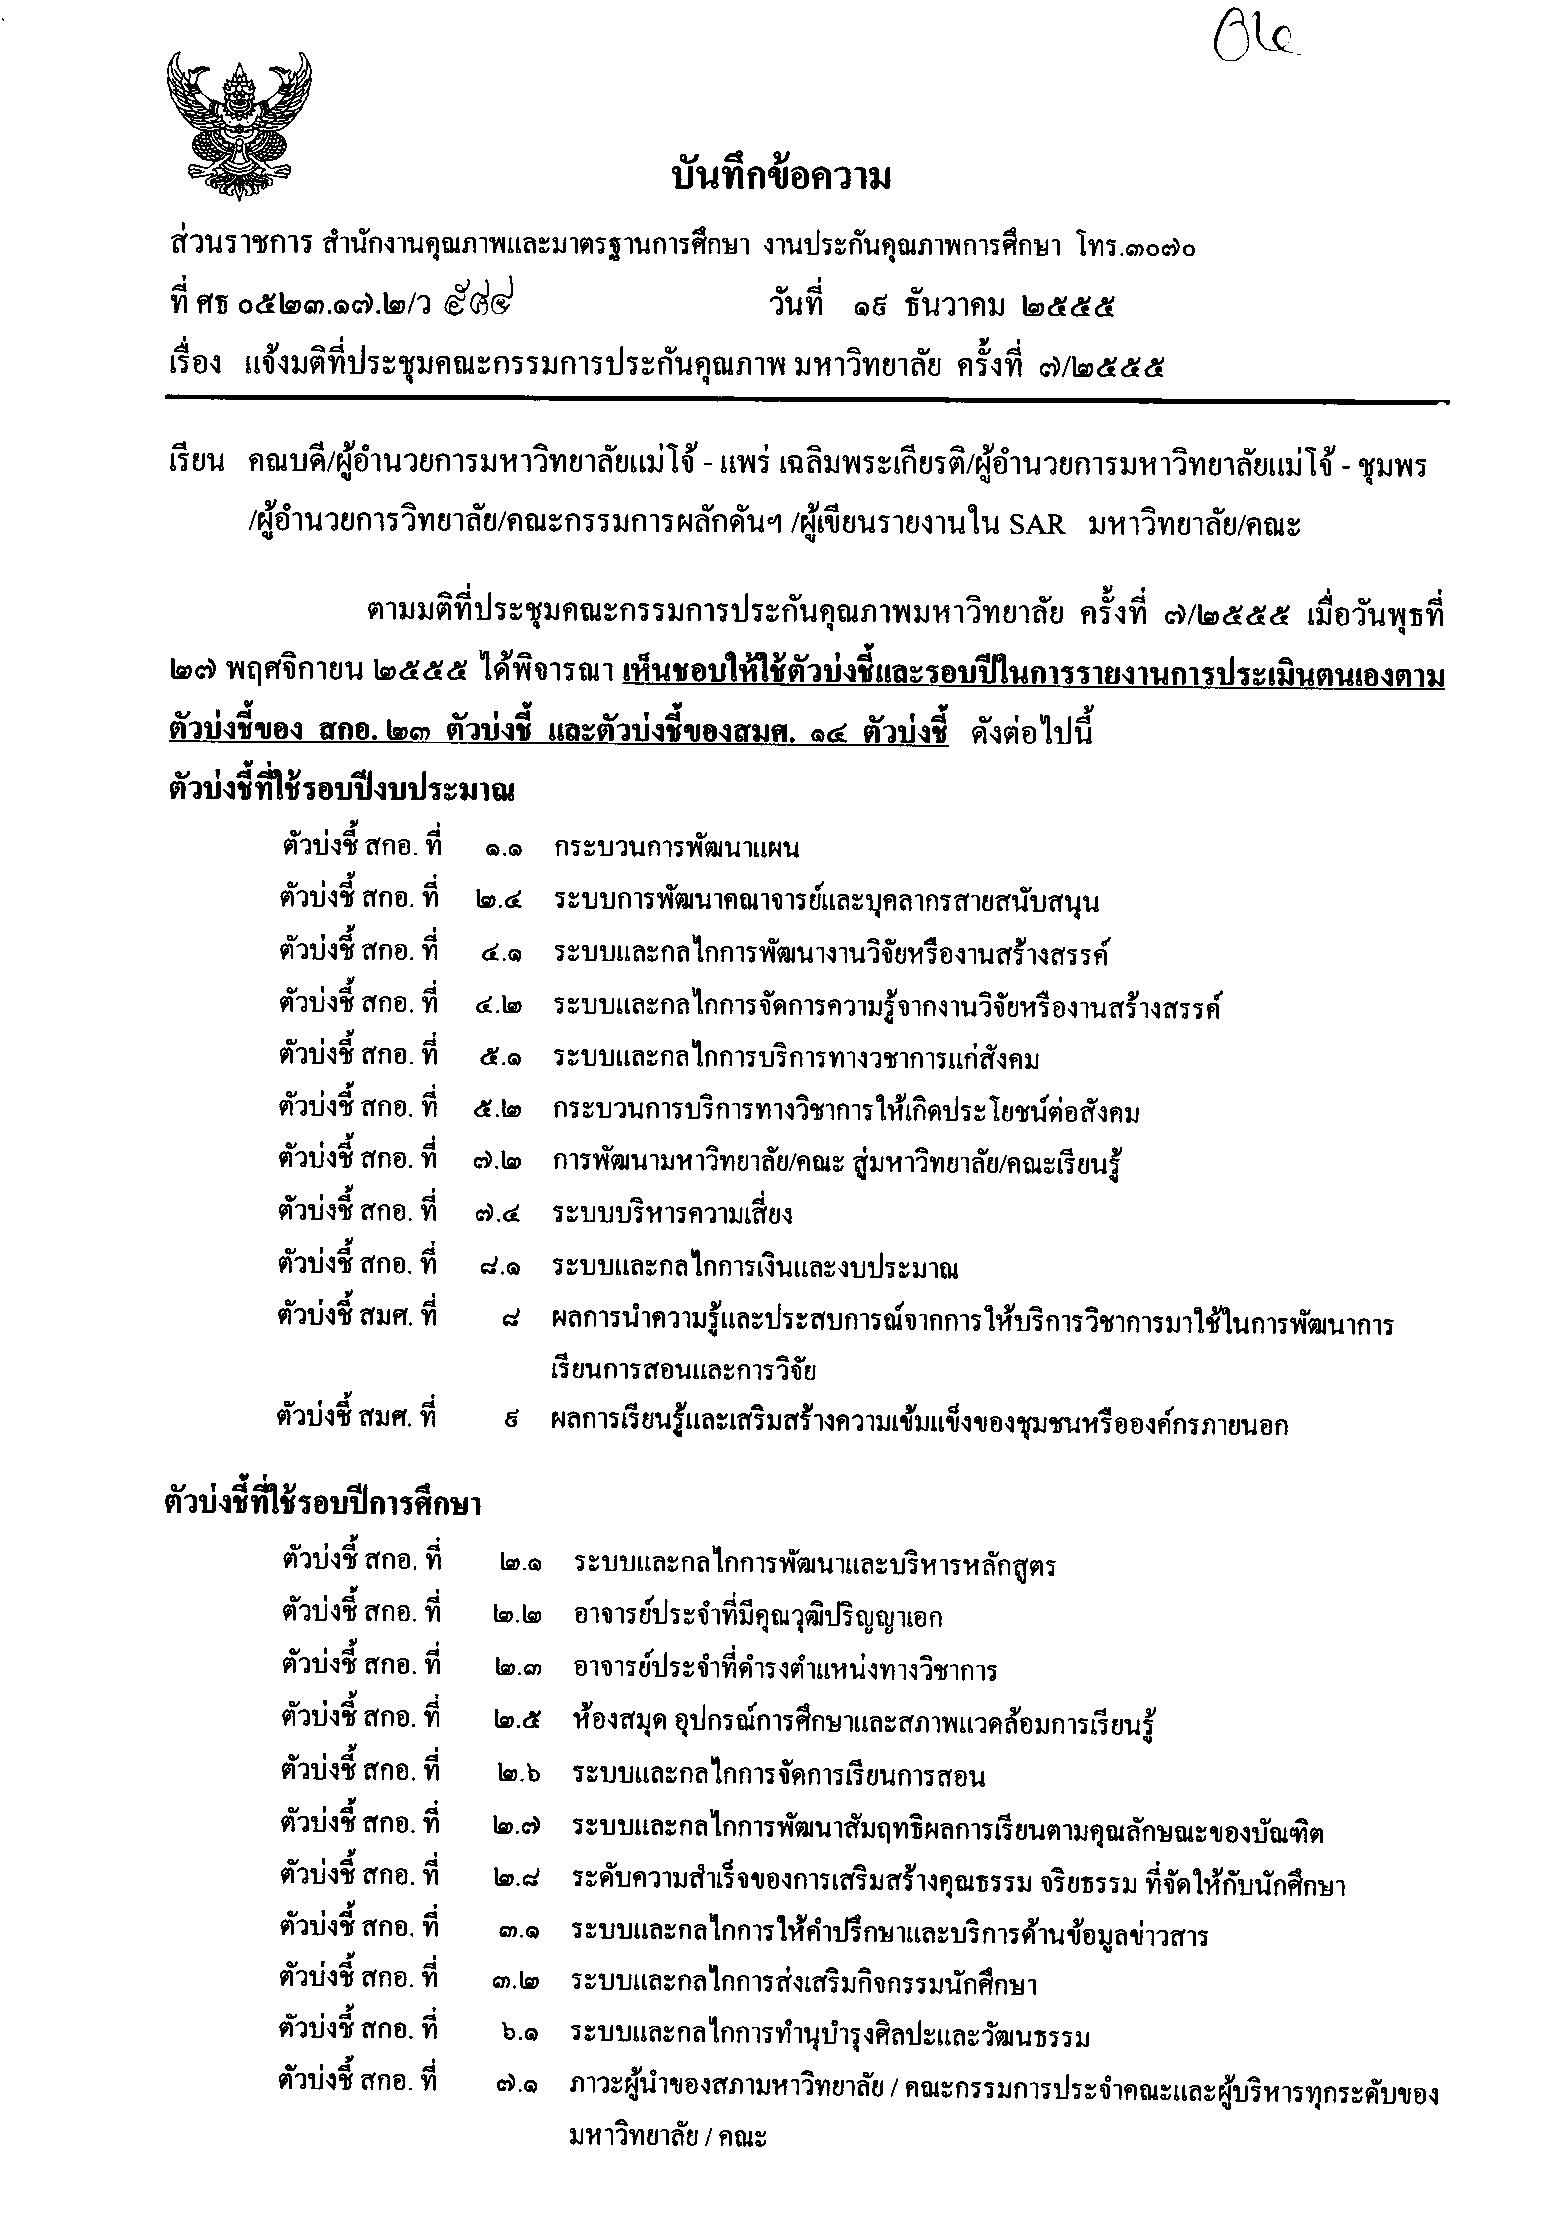 บันทึกข้อความ
ส่วนราชการ สำนักงานคุณภาพและมาตรฐานการศึกษา งานประกันคุณภาพการศึกษา โทร.๓๐๗๐
ที่ ศธ ๐๕๒๓.๑๗.๒/ว วันที่ ๑๙ ธันวาคม ๒๕๕๕
เรื่อง แจ้งมติที่ประชุมคณะกรรมการประกันคุณภาพ มหาวิทยาลัย ครั้งที่ ๗/๒๕๕๕
เรียน คณบดี/ผู้อำนวยการมหาวิทยาลัยแม่โจ้ - แพร่ เฉลิมพระเกียรติ/ผู้อำนวยการมหาวิทยาลัยแม่โจ้ - ชุมพร
/ผู้อำนวยการวิทยาลัย/คณะกรรมการผลักดันฯ /ผู้เขียนรายงานใน SAR มหาวิทยาลัย/คณะ
ตามมติที่ประชุมคณะกรรมการประกันคุณภาพมหาวิทยาลัย ครั้งที่ ๗/๒๕๕๕ เมื่อวันพุธที่
๒๗ พฤศจิกายน ๒๕๕๕ ได้พิจารณา เห็นชอบให้ใช้ตัวบ่งชี้และรอบปีในการรายงานการประเมินตนเองตาม
ตัวบ่งชี้ของ สกอ. ๒๓ ตัวบ่งชี้ และตัวบ่งชี้ของสมศ. ๑๔ ตัวบ่งชี้ ดังต่อไปนี้
ตัวบ่งชี้ที่ใช้รอบปีงบประมาณ
ตัวบ่งชี้ สกอ. ที่ ๑.๑ กระบวนการพัฒนาแผน
ตัวบ่งชี้ สกอ. ที่ ๒.๔ ระบบการพัฒนาคณาจารย์และบุคลากรสายสนับสนุน
ตัวบ่งชี้ สกอ. ที่ ๔.๑ ระบบและกลไกการพัฒนางานวิจัยหรืองานสร้างสรรค์
ตัวบ่งชี้ สกอ. ที่ ๔.๒ ระบบและกลไกการจัดการความรู้จากงานวิจัยหรืองานสร้างสรรค์
ตัวบ่งชี้ สกอ. ที่ ๕.๑ ระบบและกลไกการบริการทางวชาการแก่สังคม
ตัวบ่งชี้ สกอ. ที่ ๕.๒ กระบวนการบริการทางวิชาการให้เกิดประโยชน์ต่อสังคม
ตัวบ่งชี้ สกอ. ที่ ๗.๒ การพัฒนามหาวิทยาลัย/คณะ สู่มหาวิทยาลัย/คณะเรียนรู้
ตัวบ่งชี้ สกอ. ที่ ๗.๔ ระบบบริหารความเสี่ยง
ตัวบ่งชี้ สกอ. ที่ ๘.๑ ระบบและกลไกการเงินและงบประมาณ
ตัวบ่งชี้ สมศ. ที่ ๘ ผลการนำความรู้และประสบการณ์จากการให้บริการวิชาการมาใช้ในการพัฒนาการ
เรียนการสอนและการวิจัย
ตัวบ่งชี้ สมศ. ที่ ๙ ผลการเรียนรู้และเสริมสร้างความเข้มแข็งของชุมชนหรือองค์กรภายนอก
ตัวบ่งชี้ที่ใช้รอบปีการศึกษา
ตัวบ่งชี้ สกอ. ที่ ๒.๑ ระบบและกลไกการพัฒนาและบริหารหลักสูตร
ตัวบ่งชี้ สกอ. ที่ ๒.๒ อาจารย์ประจำที่มีคุณวุฒิปริญญาเอก
ตัวบ่งชี้ สกอ. ที่ ๒.๓ อาจารย์ประจำที่ดำรงตำแหน่งทางวิชาการ
ตัวบ่งชี้ สกอ. ที่ ๒.๕ ห้องสมุด อุปกรณ์การศึกษาและสภาพแวดล้อมการเรียนรู้
ตัวบ่งชี้ สกอ. ที่ ๒.๖ ระบบและกลไกการจัดการเรียนการสอน
ตัวบ่งชี้ สกอ. ที่ ๒.๗ ระบบและกลไกการพัฒนาสัมฤทธิผลการเรียนตามคุณลักษณะของบัณฑิต
ตัวบ่งชี้ สกอ. ที่ ๒.๘ ระดับความสำเร็จของการเสริมสร้างคุณธรรม จริยธรรม ที่จัดให้กับนักศึกษา
ตัวบ่งชี้ สกอ. ที่ ๓.๑ ระบบและกลไกการให้คำปรึกษาและบริการด้านข้อมูลข่าวสาร
ตัวบ่งชี้ สกอ. ที่ ๓.๒ ระบบและกลไกการส่งเสริมกิจกรรมนักศึกษา
ตัวบ่งชี้ สกอ. ที่ ๖.๑ ระบบและกลไกการทำนุบำรุงศิลปะและวัฒนธรรม
ตัวบ่งชี้ สกอ. ที่ ๗.๑ ภาวะผู้นำของสภามหาวิทยาลัย / คณะกรรมการประจำคณะและผู้บริหารทุกระดับของ
มหาวิทยาลัย / คณะ